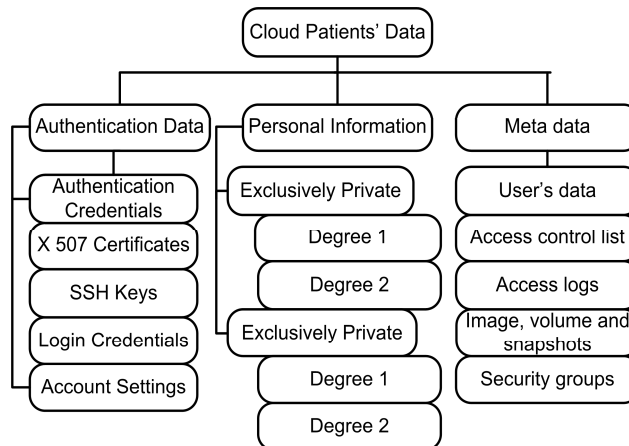 Cloud Patients' Data
Authentication Data
Authentication
Credentials
X 507 Certificates
SSH Keys
Login Credentials
Account Settings
Personal Information
Exclusively Private
Degree 1
Degree 2
Exclusively Private
Degree 1
Degree 2
Meta data
User's data
Access control list
Access logs
Image, volume and
snapshots
Security groups